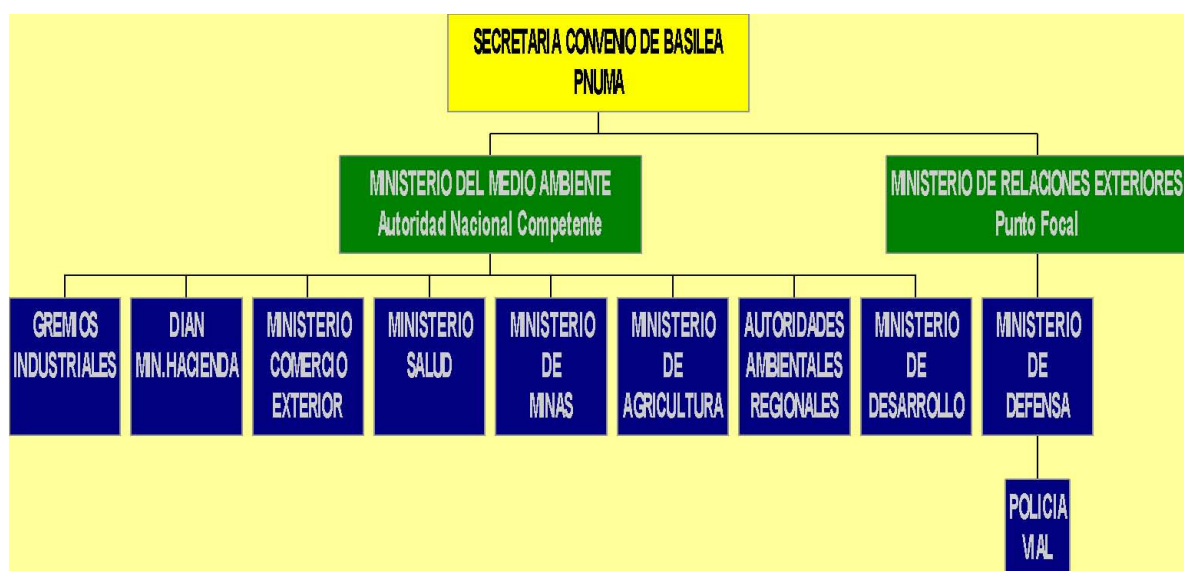 SECRETARIA CONVENIO DE BASILEA
PNUMA
MINISTERIO DEL MEDIO AMBIENTE
Autoridad Nacional Competente
MINISTERIO DE RELACIONES EXTERIORES
Punto Focal
GREMIOS
INDUSTRIALES
DIAN
MIN.HACIENDA
MINISTERIO
COMERCIO
EXTERIOR
MINISTERIO
SALUD
MINISTERIO
DE
MINAS
MINISTERIO
DE
AGRICULTURA
AUTORIDADES
AMBIENTALES
REGIONALES
MINISTERIO
DE
DESARROLLO
MINISTERIO
DE
DEFENSA
POLICIA
VIAL